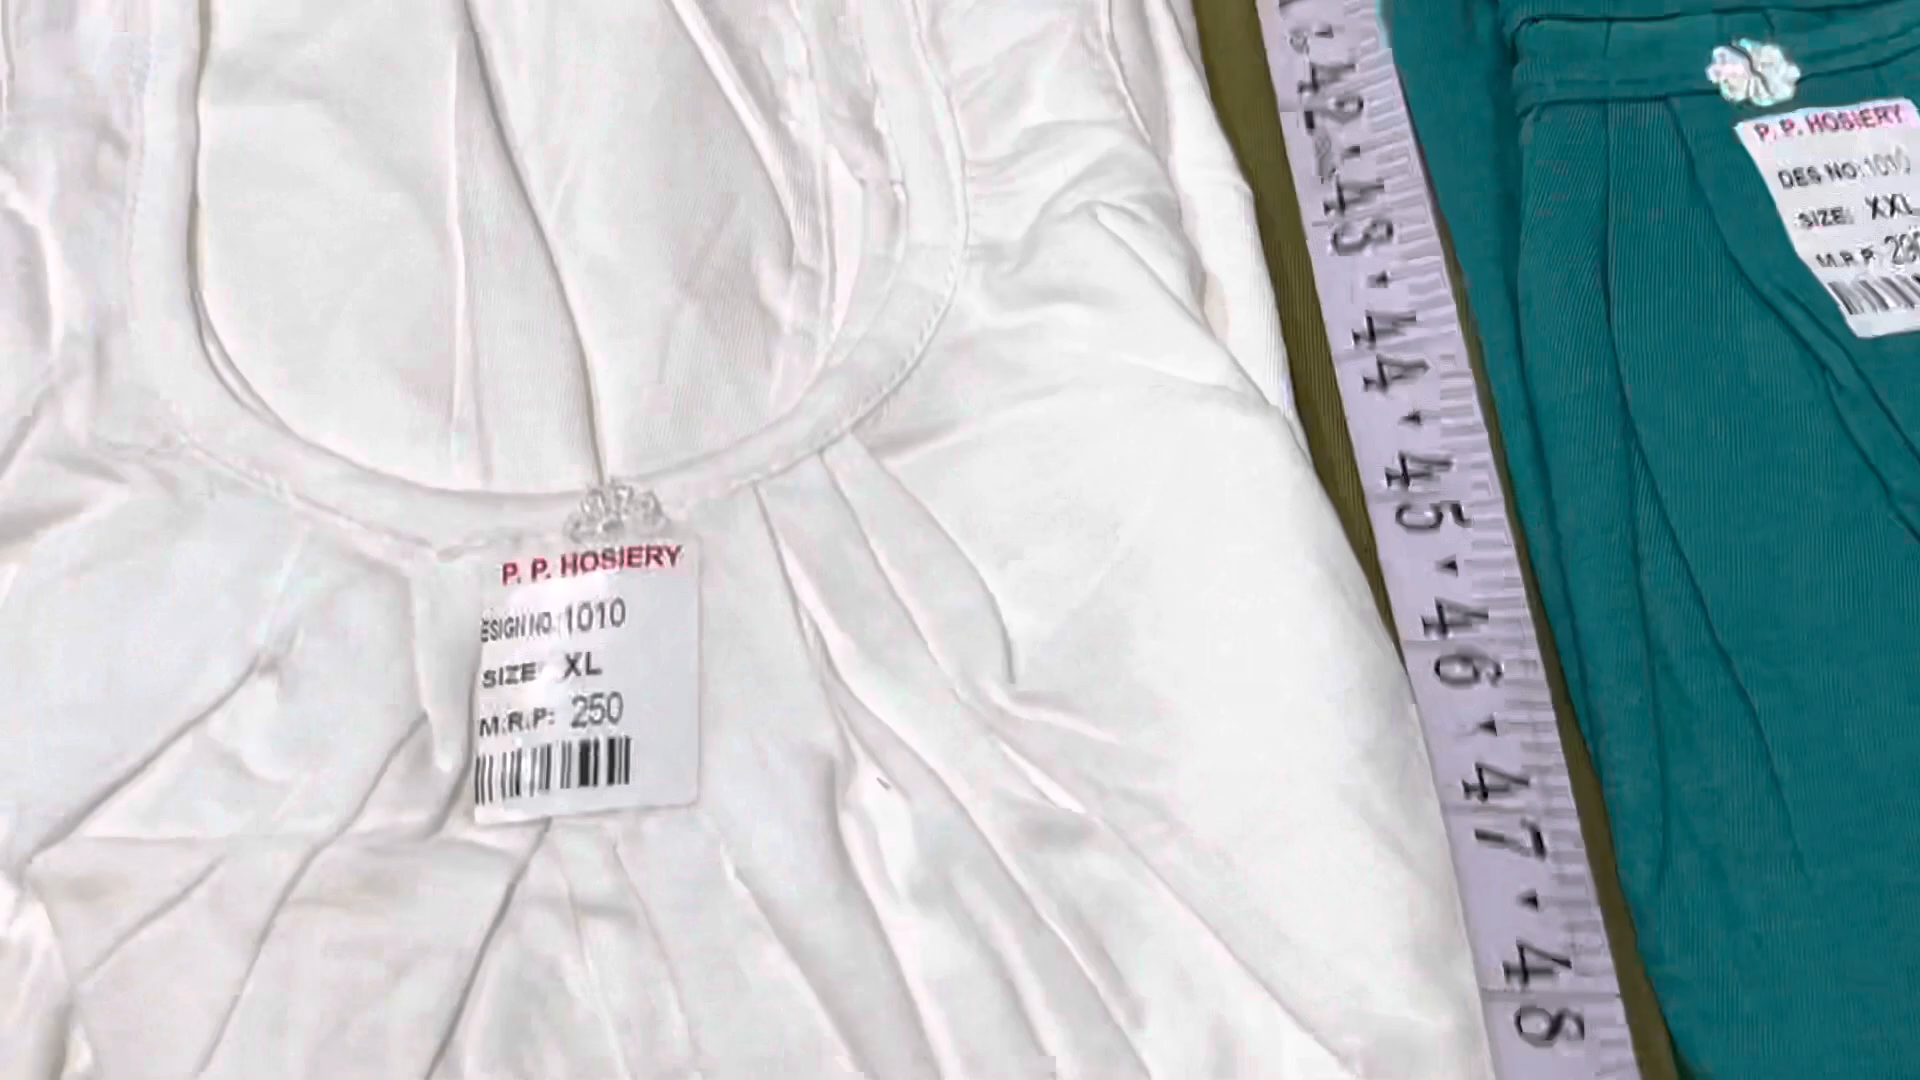 P. P. HOSIERY
ESIGN NO. 1010
SIZE: XL
M.R.P: 250
42
43
44
45
46
47
48
P. P. HOSIERY
DES NO: 1010
SIZE: XXL
M.R.P: